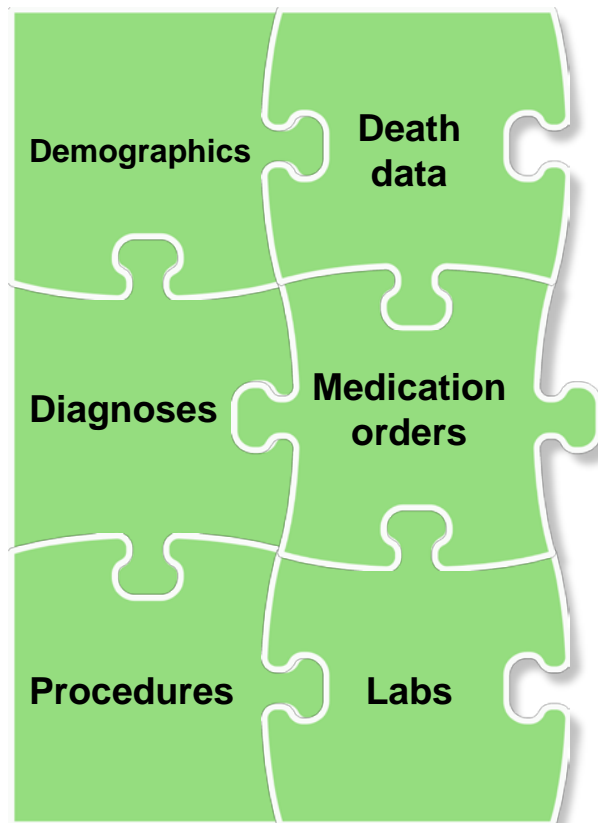 Demographics
Death
data
Diagnoses
Medication
orders
Procedures
Labs